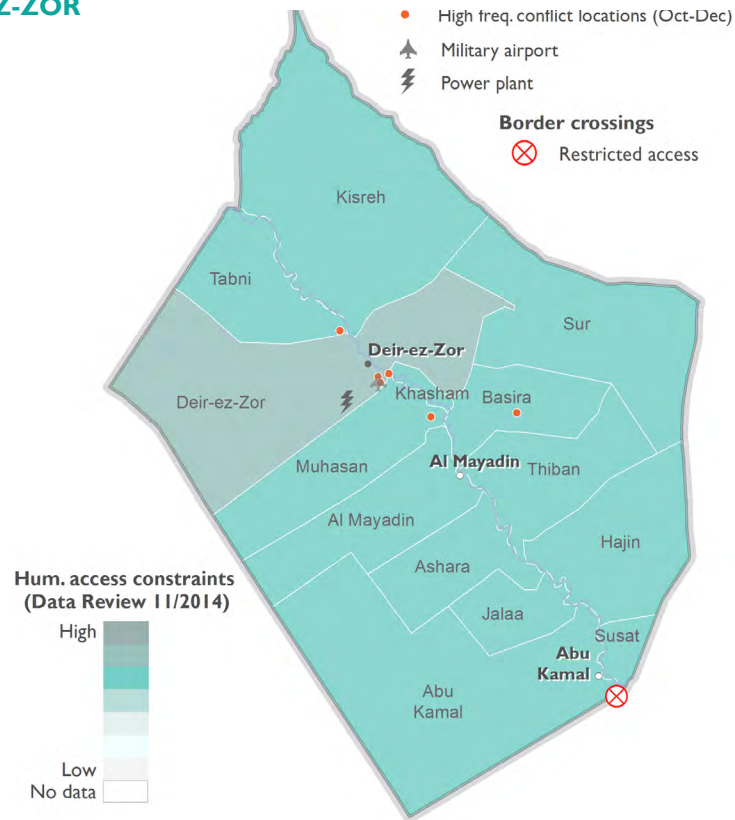 Z-ZOR
High freq. conflict locations (Oct-Dec)
Military airport
Power plant
Border crossings
Restricted access
Kisreh
Tabni
Sur
Deir-ez-Zor
Deir-ez-Zor
Khasham
Basira
Muhasan
Al Mayadin
Thiban
Al Mayadin
Hajin
Ashara
Jalaa
Susat
Abu
Kamal
Abu
Kamal
Hum. access constraints
(Data Review 11/2014)
High
Low
No data